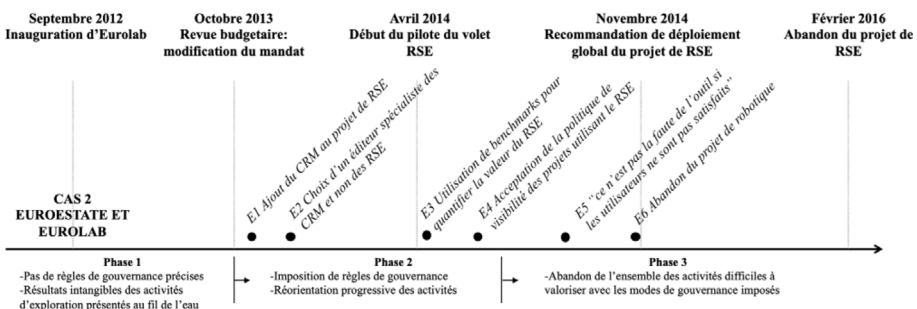 Septembre 2012
Inauguration d'Eurolab
Octobre 2013
Revue budgetaire:
modification du mandat
Avril 2014
Début du pilote du volet
RSE
Novembre 2014
Recommandation de déploiement
global du projet de RSE
Février 2016
Abandon du projet de
RSE
E1 Ajout du CRM au projet de RSE
E2 Choix d'un éditeur spécialiste des
CRM et non des RSE
E3 Utilisation de benchmarks pour
quantifier la valeur du RSE
E4 Acceptation de la politique de
visibilité des projets utilisant le RSE
E5 "ce n'est pas la faute de l'outil si
les utilisateurs ne sont pas satisfaits"
E6 Abandon du projet de robotique
CAS 2
EUROESTATE ET
EUROLAB
Phase 1
-Pas de règles de gouvernance précises
-Résultats intangibles des activités
d'exploration présentés au fil de l'eau
Phase 2
-Imposition de règles de gouvernance
-Réorientation progressive des activités
Phase 3
-Abandon de l'ensemble des activités difficiles à
valoriser avec les modes de gouvernance imposés